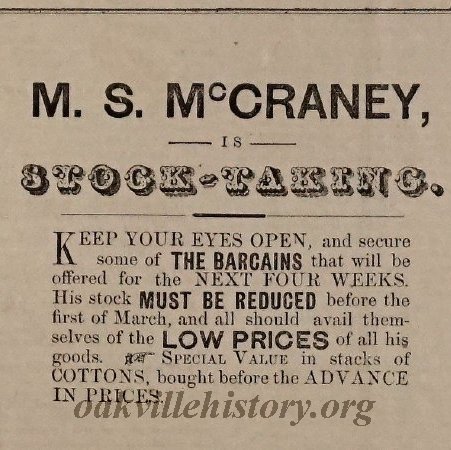 M. S. McCRANEY,
IS
STOCK-TAKING.
KEEP YOUR EYES OPEN, and secure
some of THE BARGAINS that will be
offered for the NEXT FOUR WEEKS.
His stock MUST BE REDUCED before the
first of March, and all should avail them-
selves of the LOW PRICES of all his
goods. ☞ SPECIAL VALUE in stacks of
COTTONS, bought before the ADVANCE
IN PRICES.
oakvillehistory.org